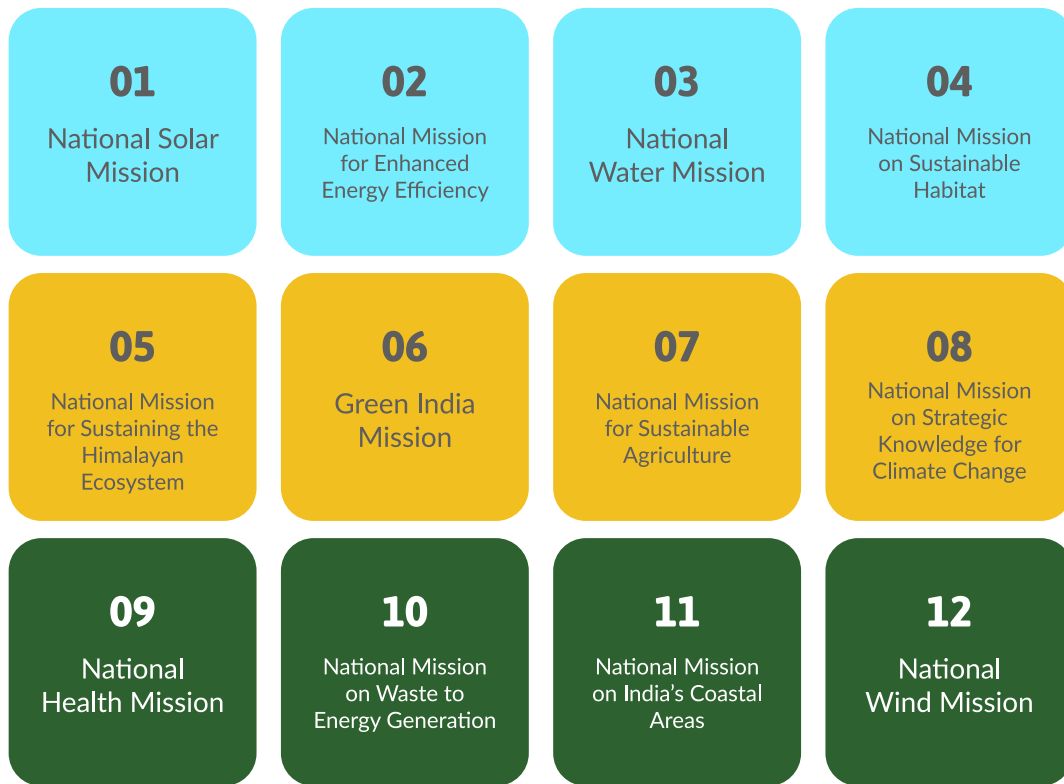 01
National Solar
Mission
02
National Mission
for Enhanced
Energy Efficiency
03
National
Water Mission
04
National Mission
on Sustainable
Habitat
05
National Mission
for Sustaining the
Himalayan
Ecosystem
06
Green India
Mission
07
National Mission
for Sustainable
Agriculture
08
National Mission
on Strategic
Knowledge for
Climate Change
09
National
Health Mission
10
National Mission
on Waste to
Energy Generation
11
National Mission
on India’s Coastal
Areas
12
National
Wind Mission